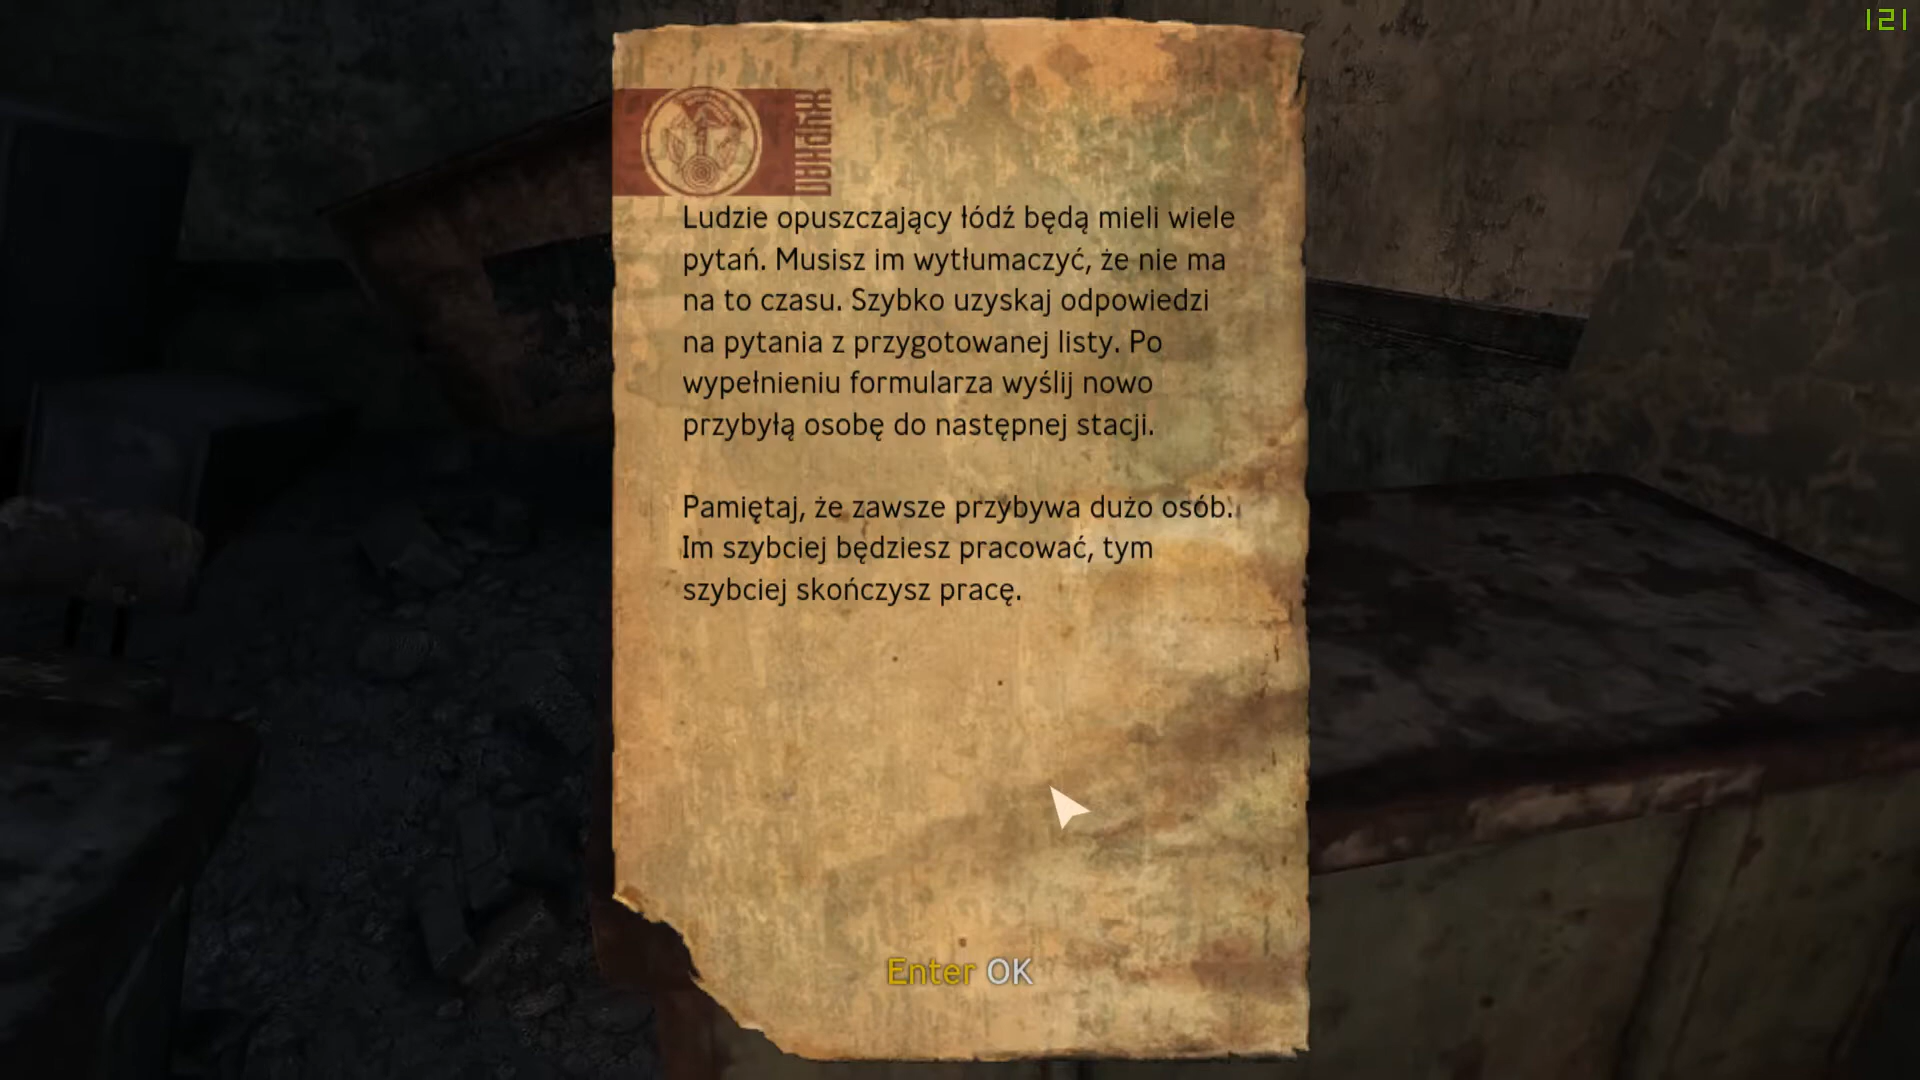 121
ЖУРНАЛ
Ludzie opuszczający łódź będą mieli wiele
pytań. Musisz im wytłumaczyć, że nie ma
na to czasu. Szybko uzyskaj odpowiedzi
na pytania z przygotowanej listy. Po
wypełnieniu formularza wyślij nowo
przybyłą osobę do następnej stacji.
Pamiętaj, że zawsze przybywa dużo osób.
Im szybciej będziesz pracować, tym
szybciej skończysz pracę.
Enter OK